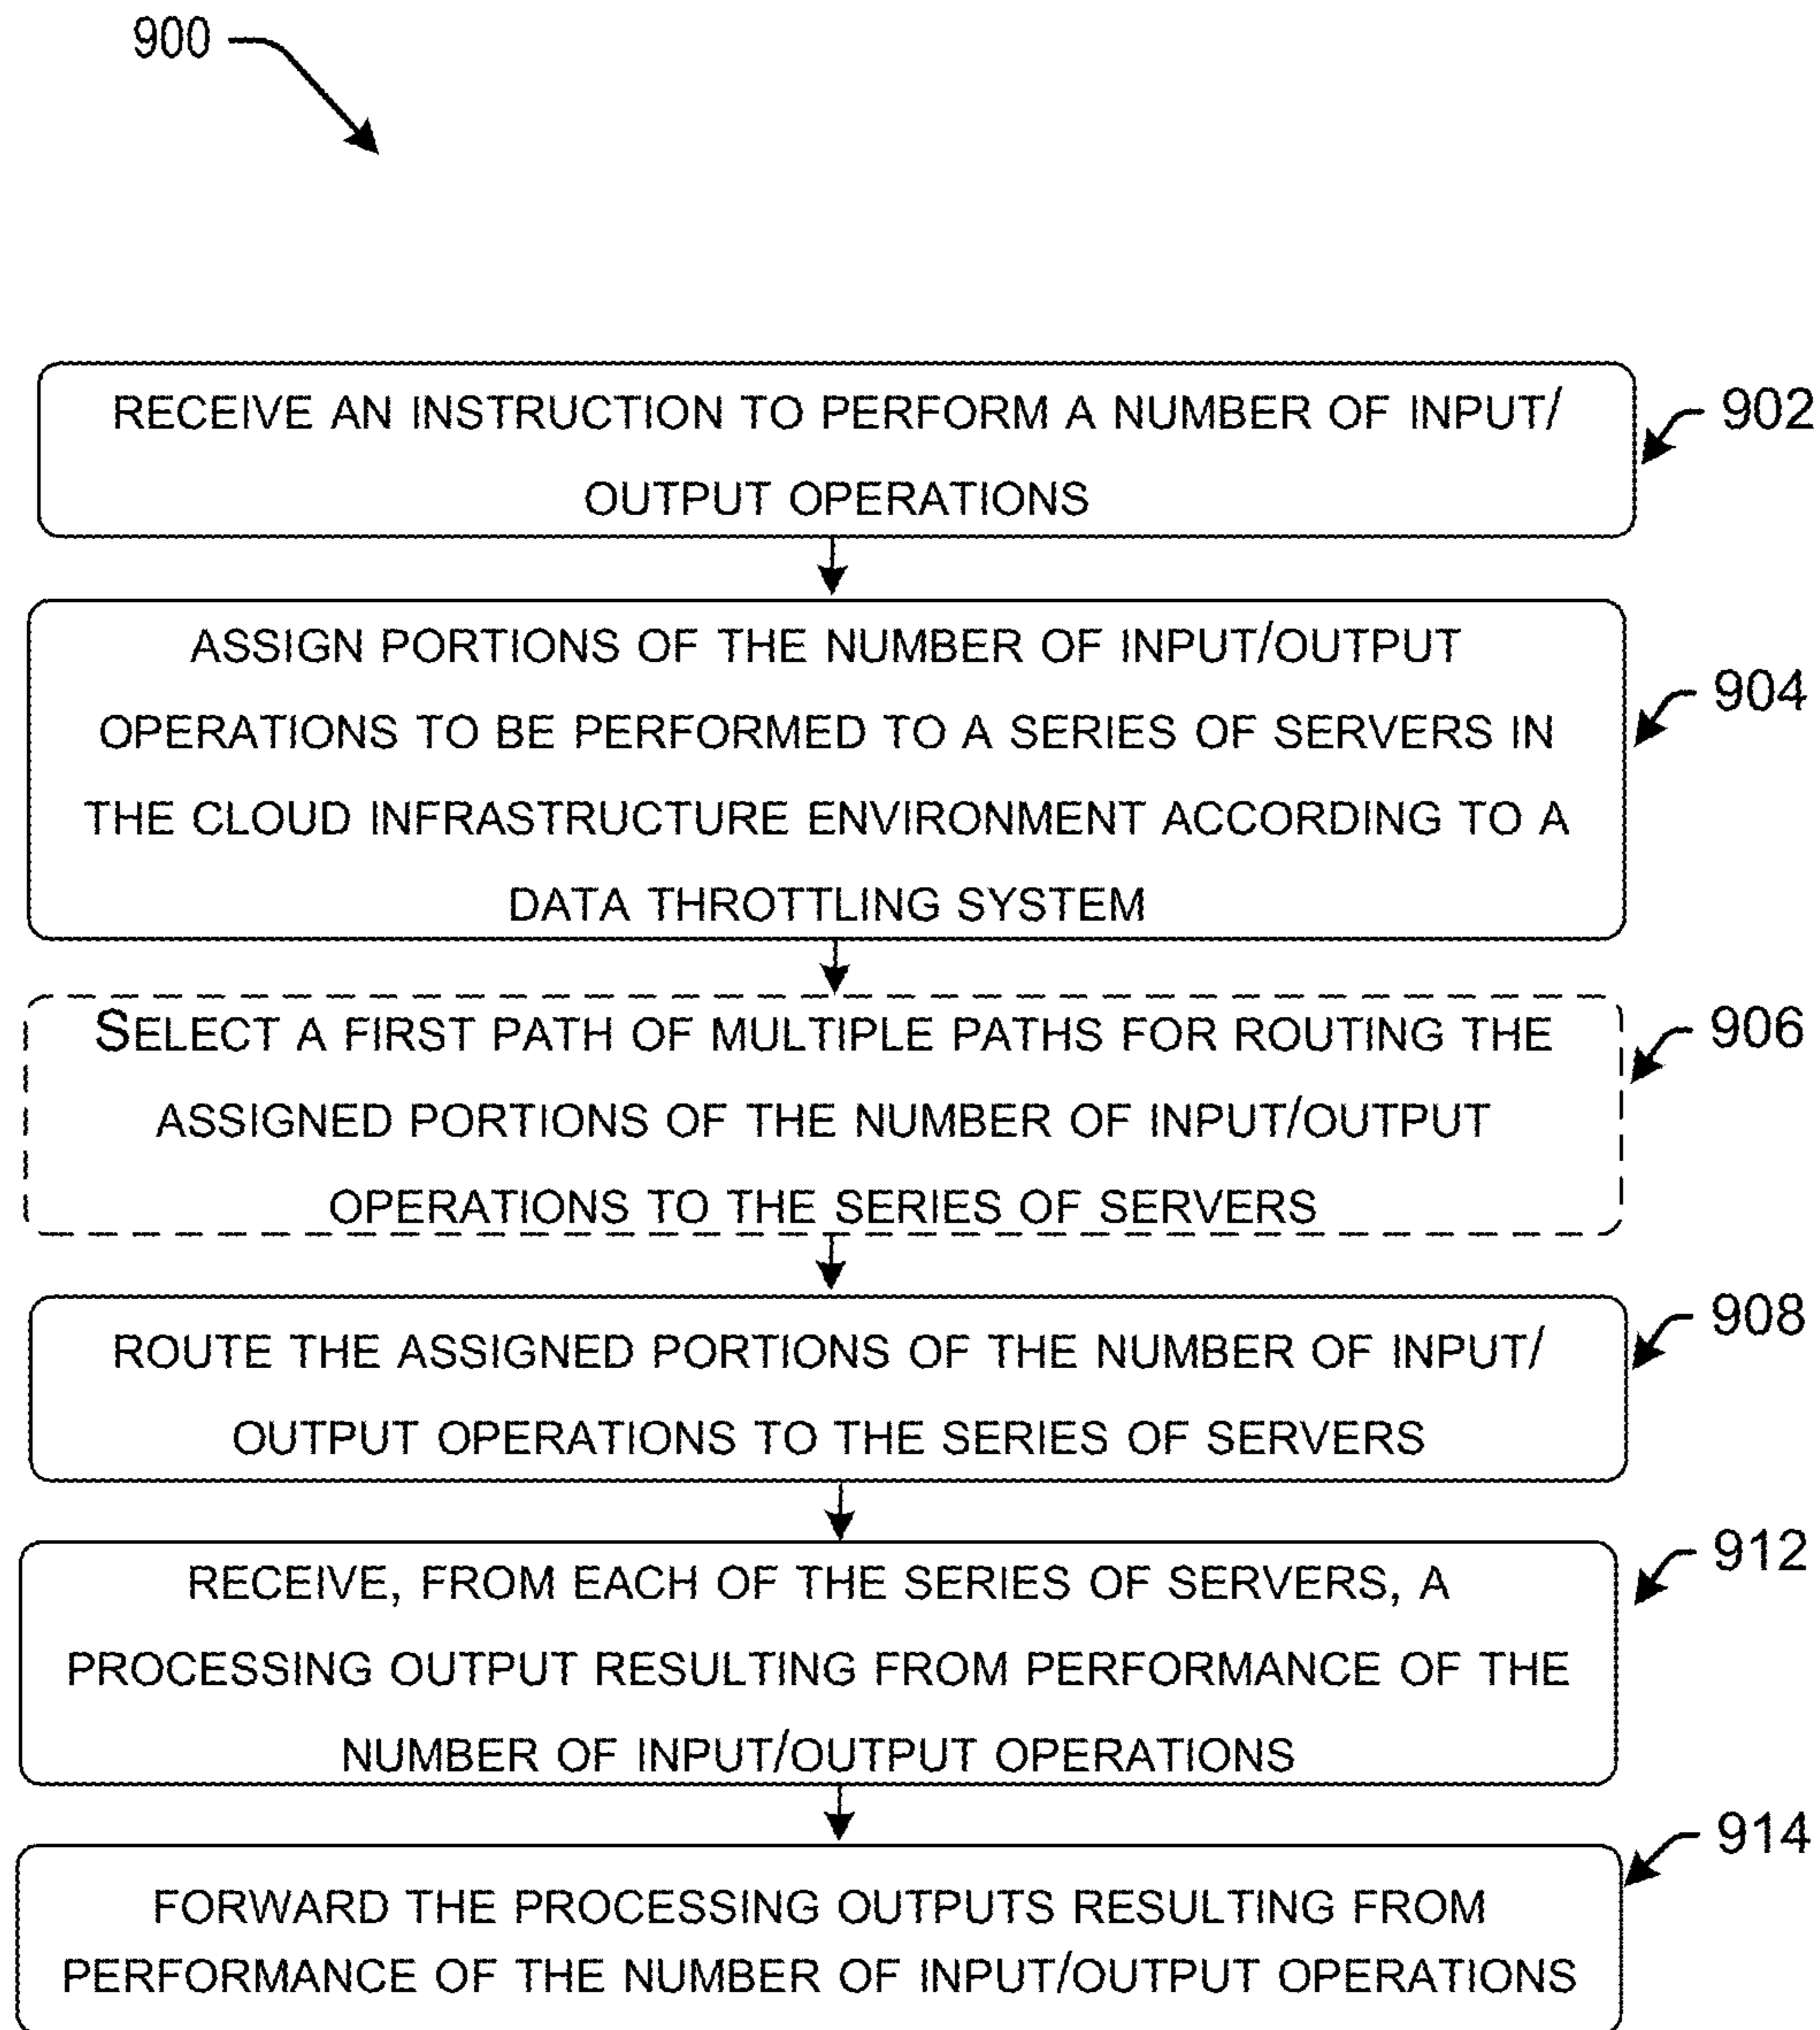 900
RECEIVE AN INSTRUCTION TO PERFORM A NUMBER OF INPUT/
OUTPUT OPERATIONS
902
ASSIGN PORTIONS OF THE NUMBER OF INPUT/OUTPUT
OPERATIONS TO BE PERFORMED TO A SERIES OF SERVERS IN
THE CLOUD INFRASTRUCTURE ENVIRONMENT ACCORDING TO A
DATA THROTTLING SYSTEM
904
SELECT A FIRST PATH OF MULTIPLE PATHS FOR ROUTING THE
ASSIGNED PORTIONS OF THE NUMBER OF INPUT/OUTPUT
OPERATIONS TO THE SERIES OF SERVERS
906
ROUTE THE ASSIGNED PORTIONS OF THE NUMBER OF INPUT/
OUTPUT OPERATIONS TO THE SERIES OF SERVERS
908
RECEIVE, FROM EACH OF THE SERIES OF SERVERS, A
PROCESSING OUTPUT RESULTING FROM PERFORMANCE OF THE
NUMBER OF INPUT/OUTPUT OPERATIONS
912
FORWARD THE PROCESSING OUTPUTS RESULTING FROM
PERFORMANCE OF THE NUMBER OF INPUT/OUTPUT OPERATIONS
914